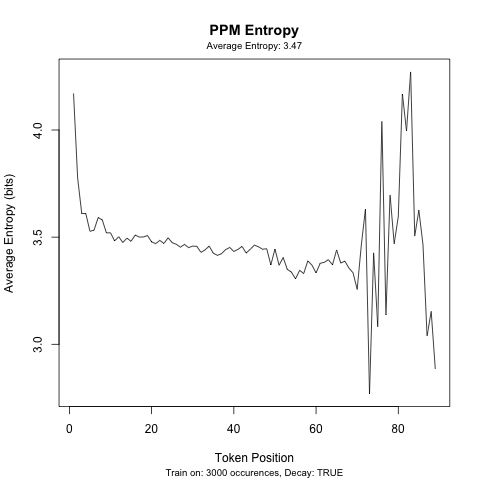 PPM Entropy
Average Entropy: 3.47
Average Entropy (bits)
4.0
3.5
3.0
0
20
40
60
80
Token Position
Train on: 3000 occurences, Decay: TRUE